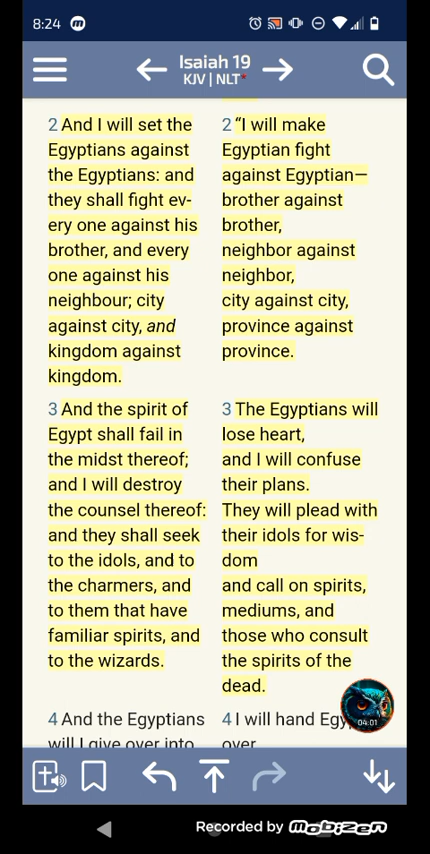 8:24
Isaiah 19
KJV | NLT*
2 And I will set the
Egyptians against
the Egyptians: and
they shall fight ev-
ery one against his
brother, and every
one against his
neighbour; city
against city, and
kingdom against
kingdom.
3 And the spirit of
Egypt shall fail in
the midst thereof;
and I will destroy
the counsel thereof:
and they shall seek
to the idols, and to
the charmers, and
to them that have
familiar spirits, and
to the wizards.
4 And the Egyptians
will I give over into
2 “I will make
Egyptian fight
against Egyptian—
brother against
brother,
neighbor against
neighbor,
city against city,
province against
province.
3 The Egyptians will
lose heart,
and I will confuse
their plans.
They will plead with
their idols for wis-
dom
and call on spirits,
mediums, and
those who consult
the spirits of the
dead.
4 I will hand
over
04:01
Recorded by Mobizen